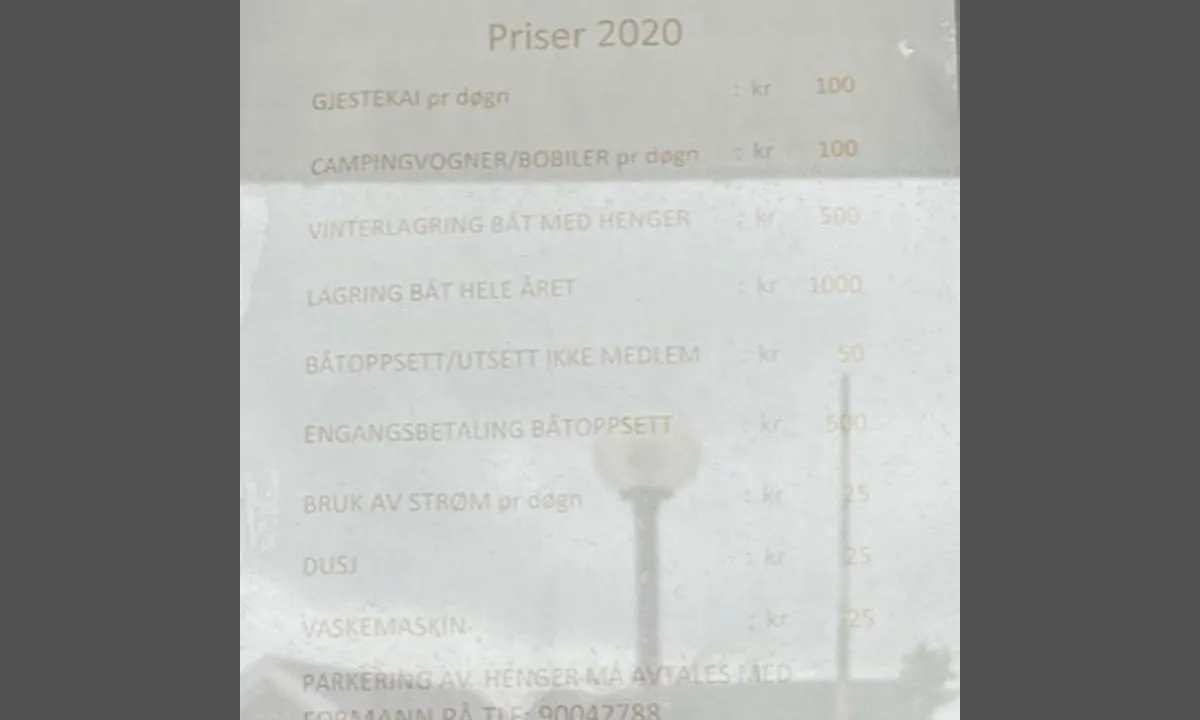 Priser 2020
GJESTEKAI pr døgn : kr 100
CAMPINGVOGNER/BOBILER pr døgn : kr 100
VINTERLAGRING BÅT MED HENGER : kr 500
LAGRING BÅT HELE ÅRET : kr 1000
BÅTOPPSETT/UTSETT IKKE MEDLEM : kr 50
ENGANGSBETALING BÅTOPPSETT : kr 500
BRUK AV STRØM pr døgn : kr 25
DUSJ : kr 25
VASKEMASKIN : kr 25
PARKERING AV HENGER MÅ AVTALES MED
FORMANN PÅ TLF: 90042788